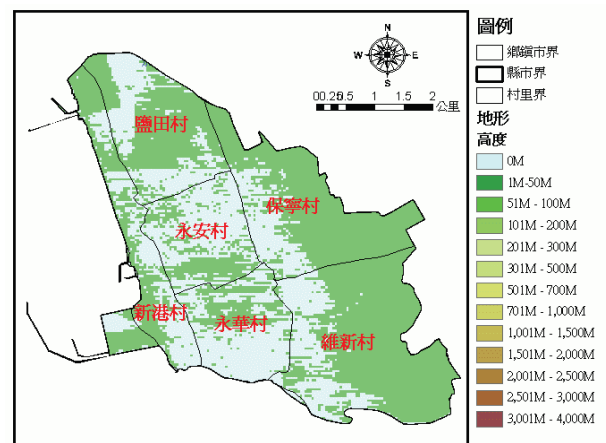 N
W E
S
00.250.5 1 1.5 2
公里
鹽田村
保寧村
永安村
新港村
永華村
維新村
圖例
鄉鎮市界
縣市界
村里界
地形
高度
0M
1M-50M
51M - 100M
101M - 200M
201M - 300M
301M - 500M
501M - 700M
701M - 1,000M
1,001M - 1,500M
1,501M - 2,000M
2,001M - 2,500M
2,501M - 3,000M
3,001M - 4,000M